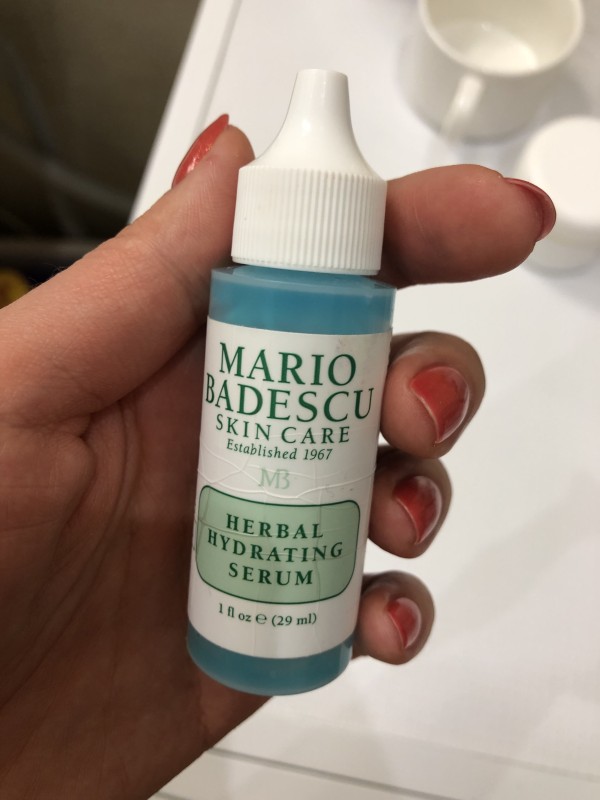 MARIO
BADESCU
SKIN CARE
Established 1967
MB
HERBAL
HYDRATING
SERUM
1 fl oz ℮ (29 ml)